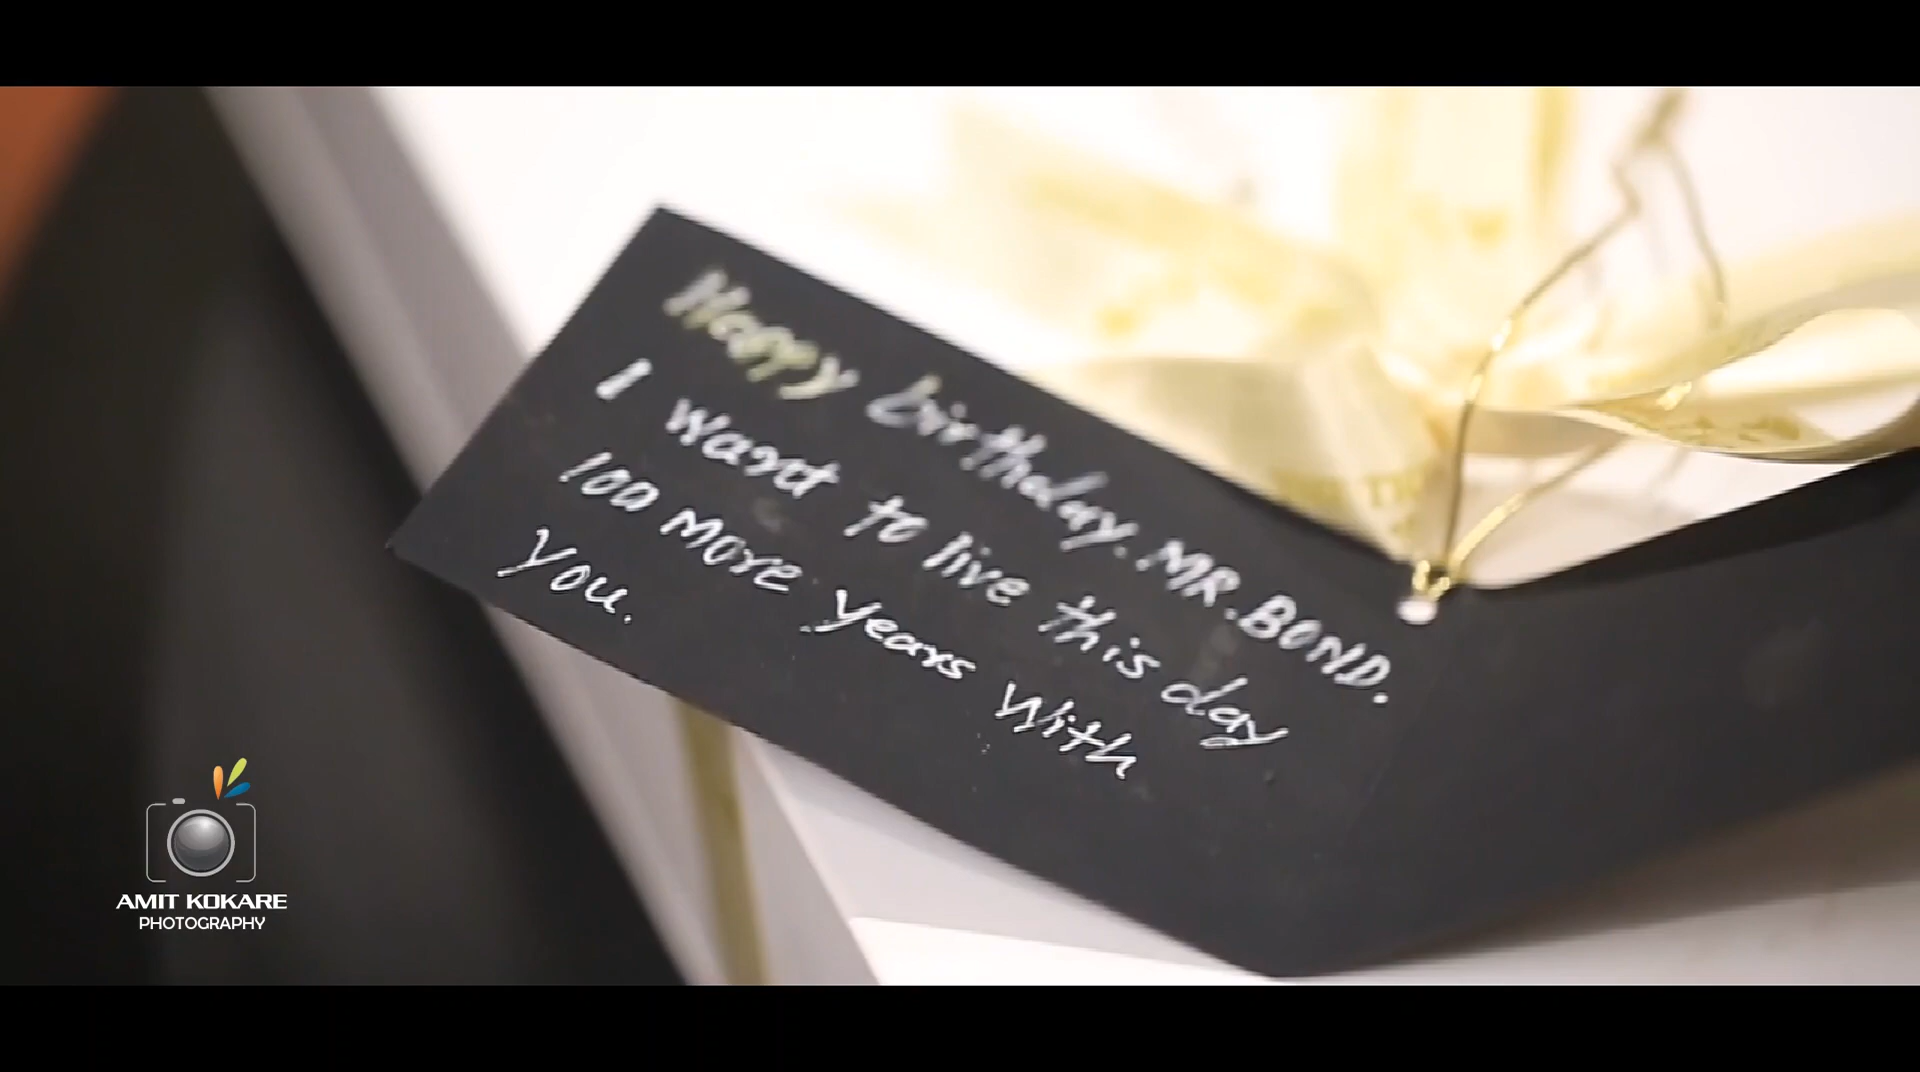 Happy birthday. MR. BOND.
I want to live this day
100 More years With
you.
AMIT KOKARE
PHOTOGRAPHY